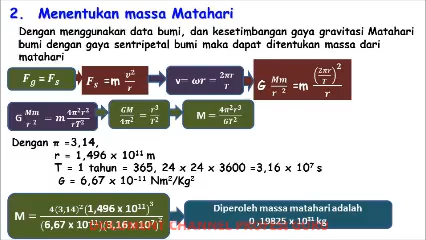 2. Menentukan massa Matahari
Dengan menggunakan data bumi, dan kesetimbangan gaya gravitasi Matahari
bumi dengan gaya sentripetal bumi maka dapat ditentukan massa dari
matahari
F_g = F_s
F_s = m v²/r
v = ωr = 2πr/T
G Mm/r² = m (2πr/T)²/r
G Mm/r² = m 4π²r²/rT²
GM/4π² = r³/T²
M = 4π²r³/GT²
Dengan π =3,14,
r = 1,496 x 10¹¹ m
T = 1 tahun = 365, 24 x 24 x 3600 =3,16 x 10⁷ s
G = 6,67 x 10⁻¹¹ Nm²/Kg²
M = 4(3,14)²(1,496 x 10¹¹)³/(6,67 x 10⁻¹¹)(3,16 x 10⁷)²
Diperoleh massa matahari adalah
0 ,19825 x 10³¹ kg